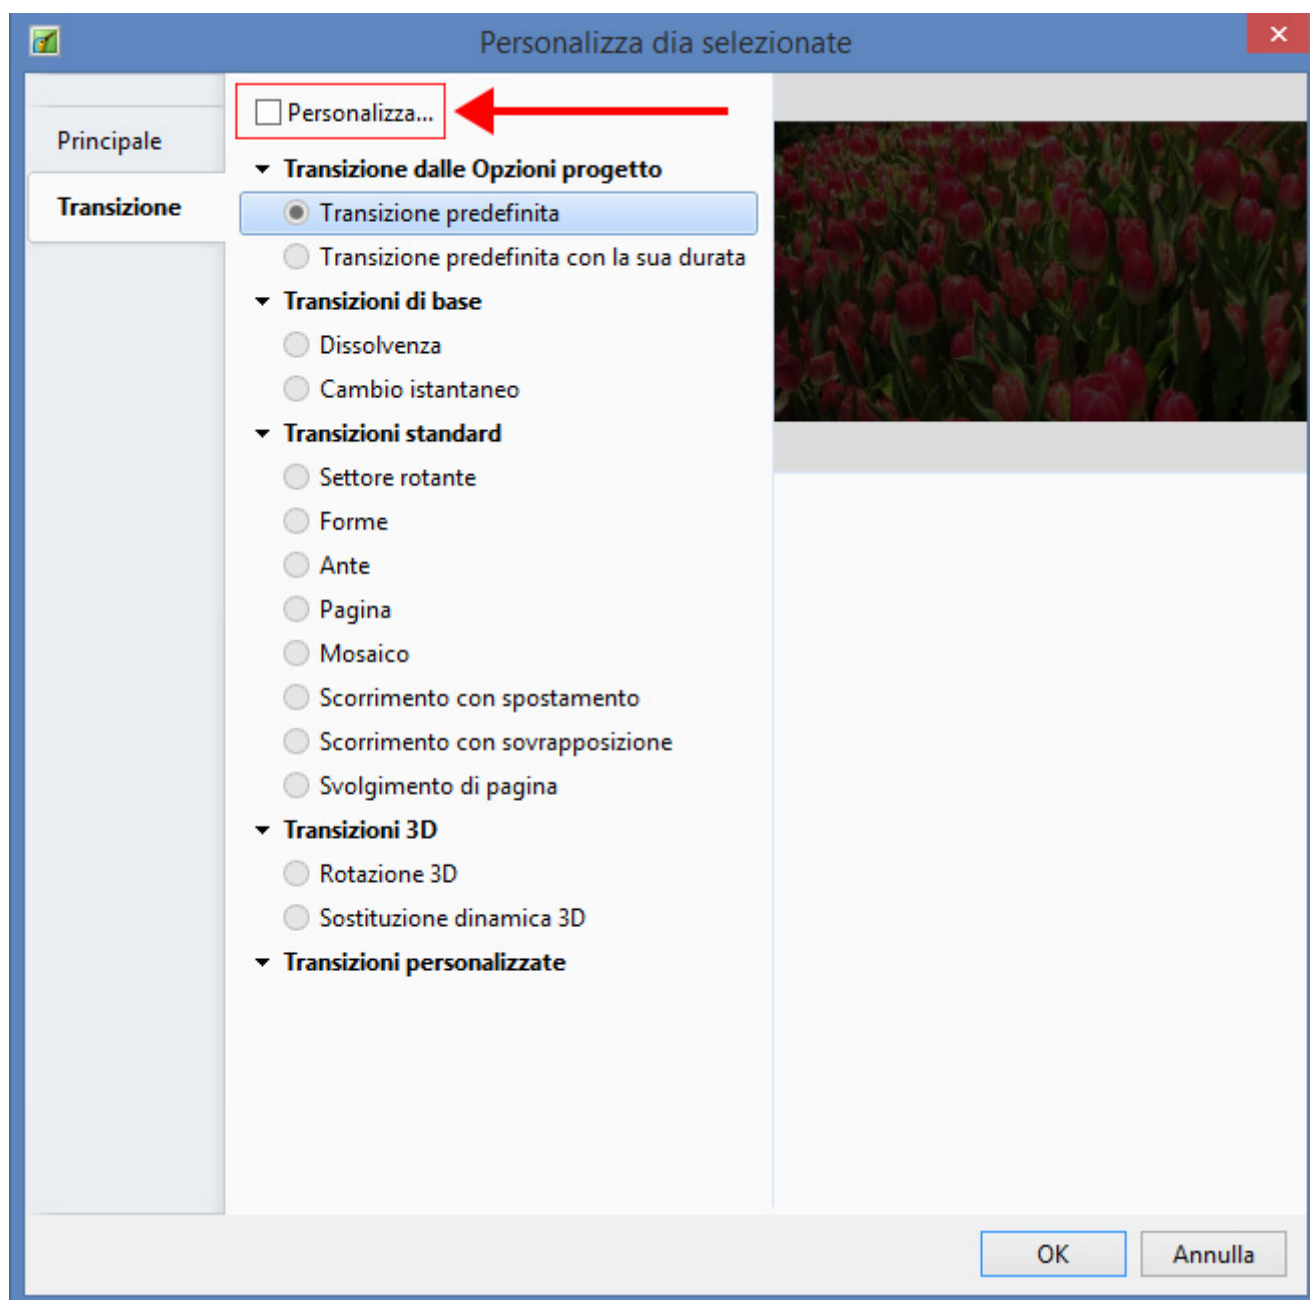 Personalizza dia selezionate
Principale
Transizione
Personalizza...
Transizione dalle Opzioni progetto
Transizione predefinita
Transizione predefinita con la sua durata
Transizioni di base
Dissolvenza
Cambio istantaneo
Transizioni standard
Settore rotante
Forme
Ante
Pagina
Mosaico
Scorrimento con spostamento
Scorrimento con sovrapposizione
Svolgimento di pagina
Transizioni 3D
Rotazione 3D
Sostituzione dinamica 3D
Transizioni personalizzate
OK
Annulla